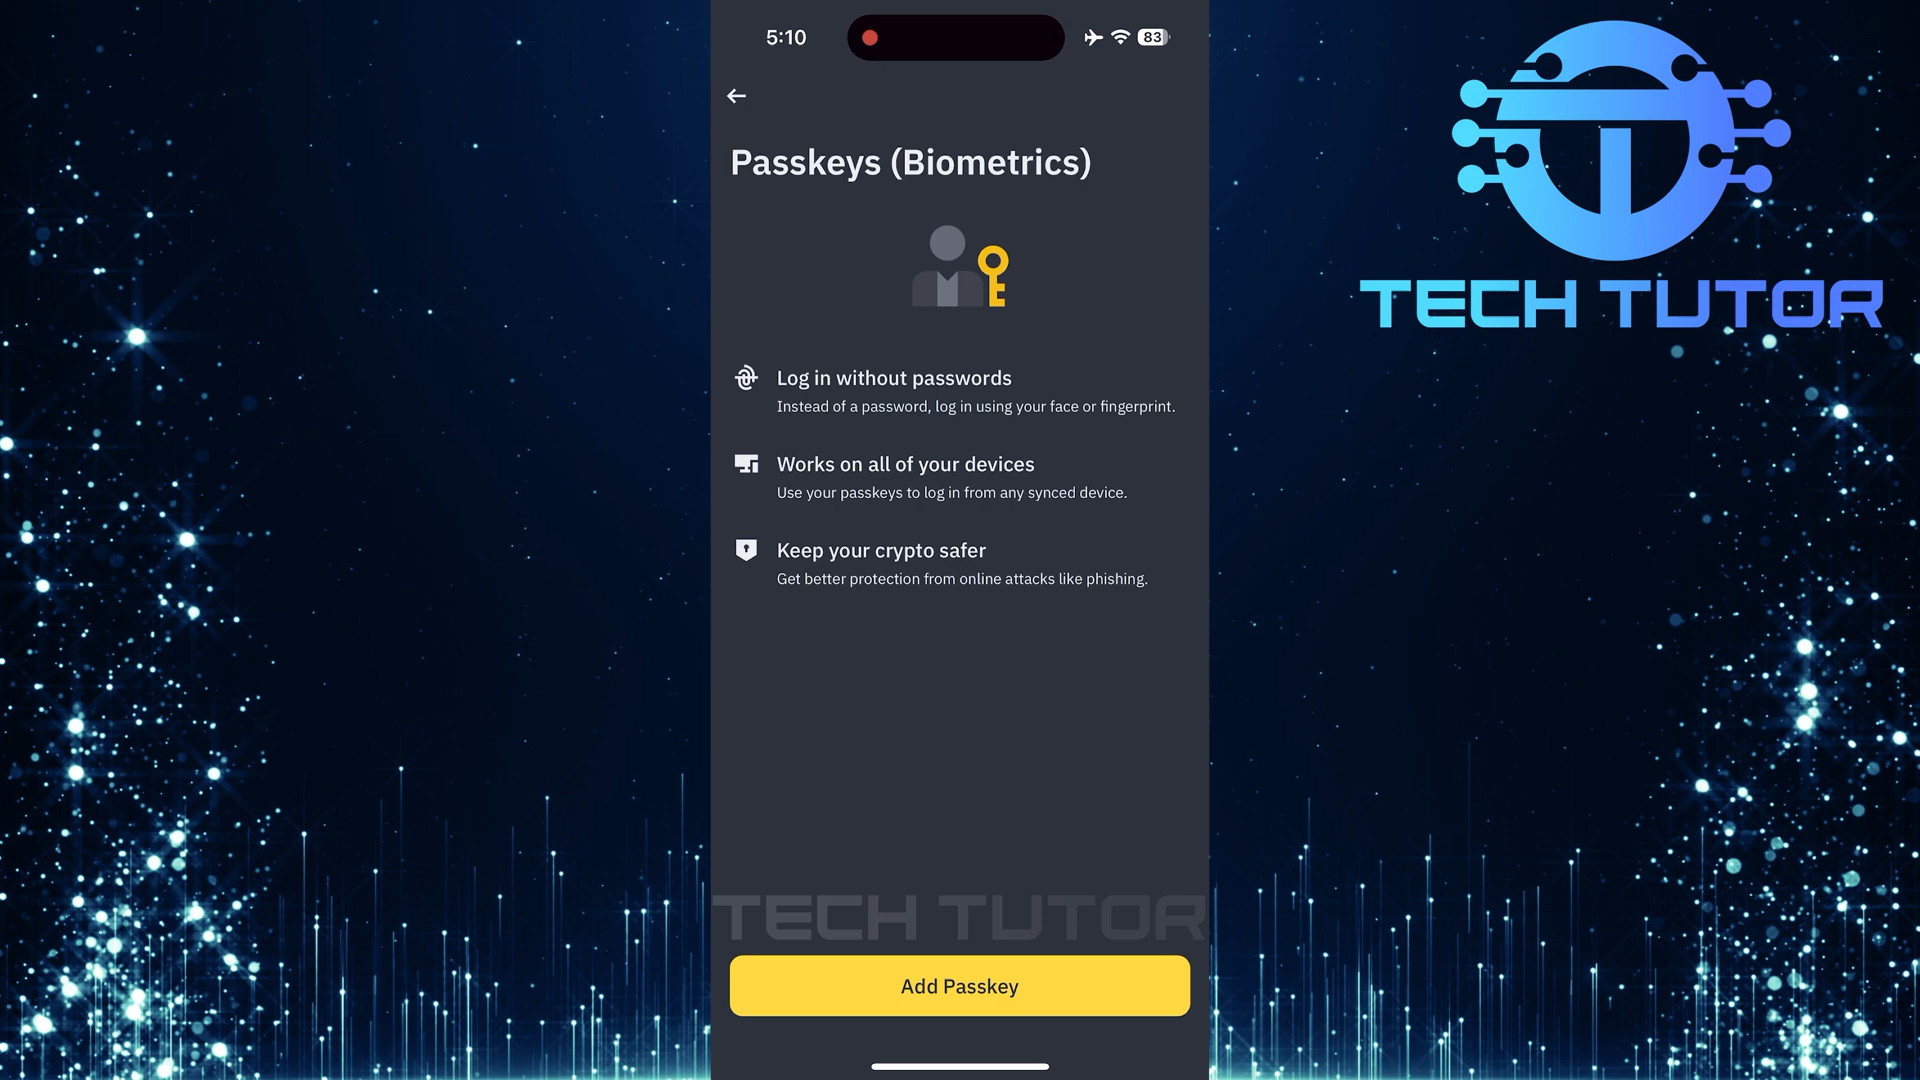 5:10
83
TECH TUTOR
Passkeys (Biometrics)
Log in without passwords
Instead of a password, log in using your face or fingerprint.
Works on all of your devices
Use your passkeys to log in from any synced device.
Keep your crypto safer
Get better protection from online attacks like phishing.
TECH TUTOR
Add Passkey